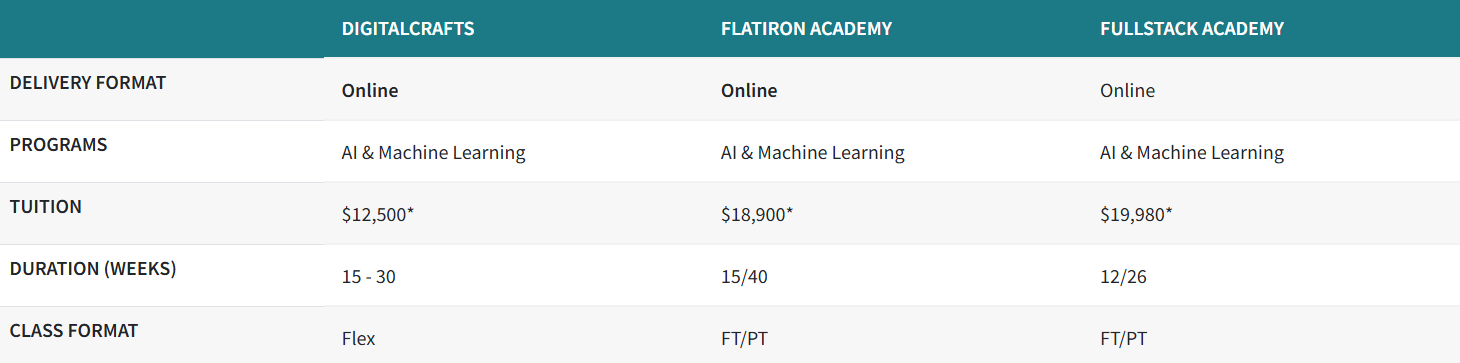 DIGITALCRAFTS FLATIRON ACADEMY FULLSTACK ACADEMY
DELIVERY FORMAT Online Online Online
PROGRAMS AI & Machine Learning AI & Machine Learning AI & Machine Learning
TUITION $12,500* $18,900* $19,980*
DURATION (WEEKS) 15 - 30 15/40 12/26
CLASS FORMAT Flex FT/PT FT/PT